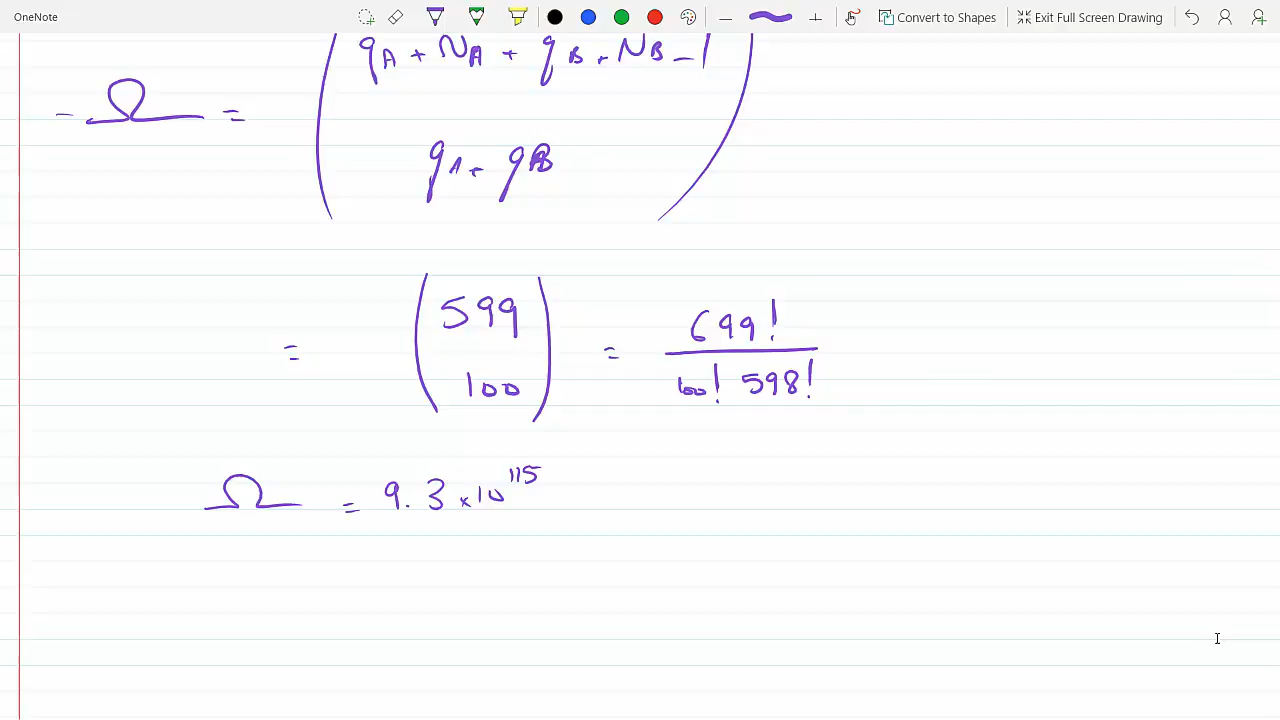 OneNote
Convert to Shapes
Exit Full Screen Drawing
qA + NA + qB + NB - 1
- Ω =
qA + qB
= (599 100) = 699! / 100! 598!
Ω = 9.3 × 10^115